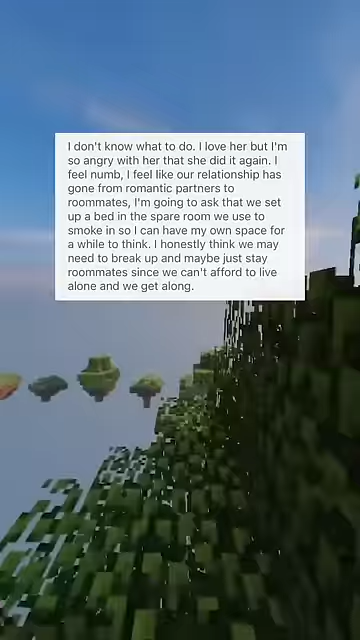 I don't know what to do. I love her but I'm
so angry with her that she did it again. I
feel numb, I feel like our relationship has
gone from romantic partners to
roommates, I'm going to ask that we set
up a bed in the spare room we use to
smoke in so I can have my own space for
a while to think. I honestly think we may
need to break up and maybe just stay
roommates since we can't afford to live
alone and we get along.